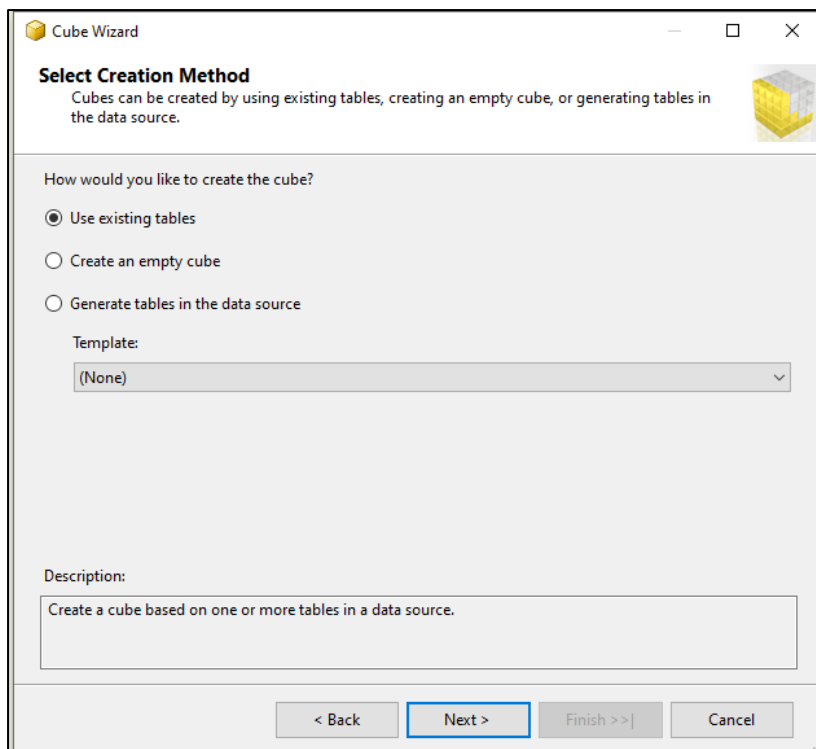 Cube Wizard
Select Creation Method
Cubes can be created by using existing tables, creating an empty cube, or generating tables in
the data source.
How would you like to create the cube?
Use existing tables
Create an empty cube
Generate tables in the data source
Template:
(None)
Description:
Create a cube based on one or more tables in a data source.
< Back
Next >
Finish >>|
Cancel